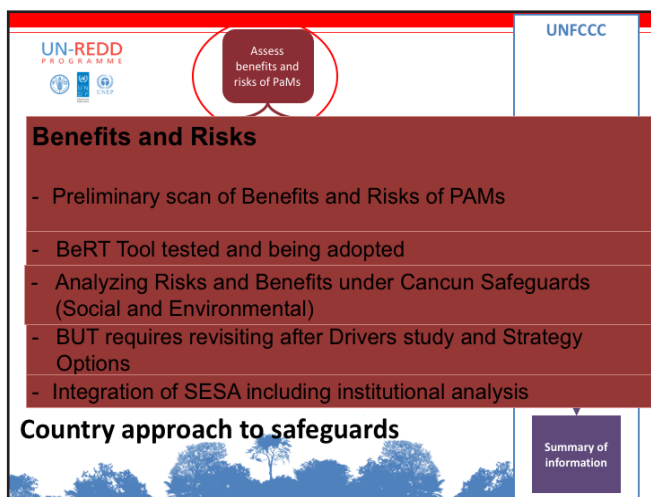 UNFCCC
UN-REDD
PROGRAMME
UNEP
Assess
benefits and
risks of PaMs
Benefits and Risks
- Preliminary scan of Benefits and Risks of PAMs
- BeRT Tool tested and being adopted
- Analyzing Risks and Benefits under Cancun Safeguards
(Social and Environmental)
- BUT requires revisiting after Drivers study and Strategy
Options
- Integration of SESA including institutional analysis
Country approach to safeguards
Summary of
information